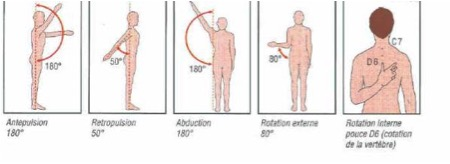 180°
50°
180°
80°
C7
D6
Antepulsion
180°
Retropulsion
50°
Abduction
180°
Rotation externe
80°
Rotation Interne
pouce D6 (cotation
de la vertèbre)